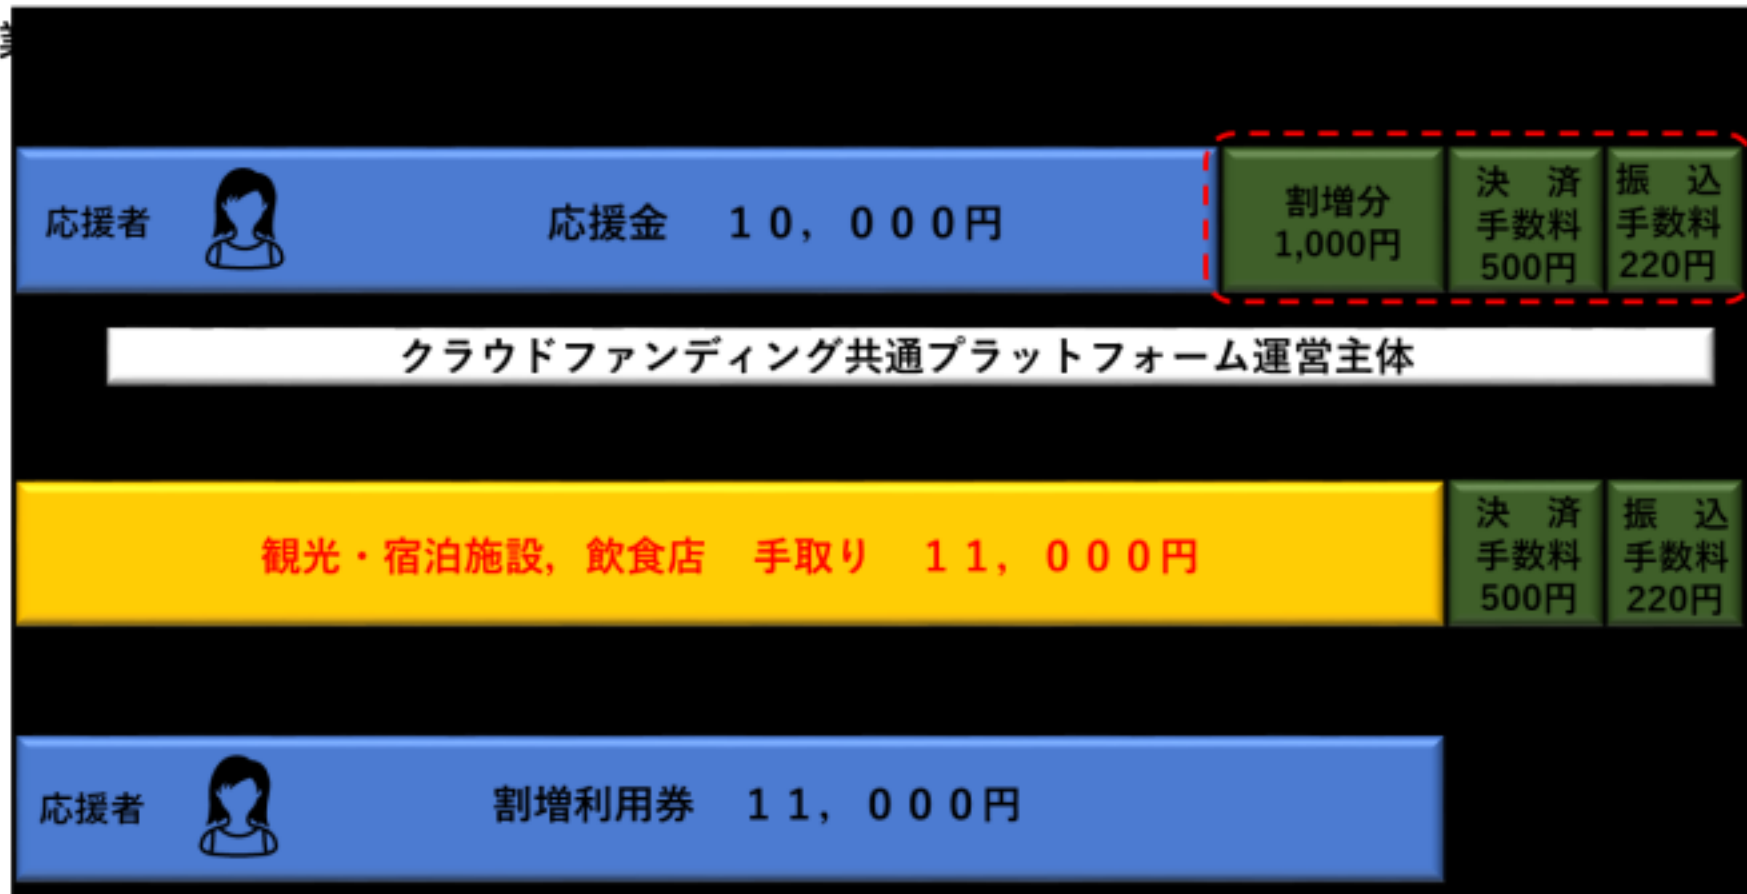 応援者
応援金 10,000円
割増分
1,000円
決 済
手数料
500円
振 込
手数料
220円
クラウドファンディング共通プラットフォーム運営主体
観光・宿泊施設，飲食店 手取り 11,000円
決 済
手数料
500円
振 込
手数料
220円
応援者
割増利用券 11,000円